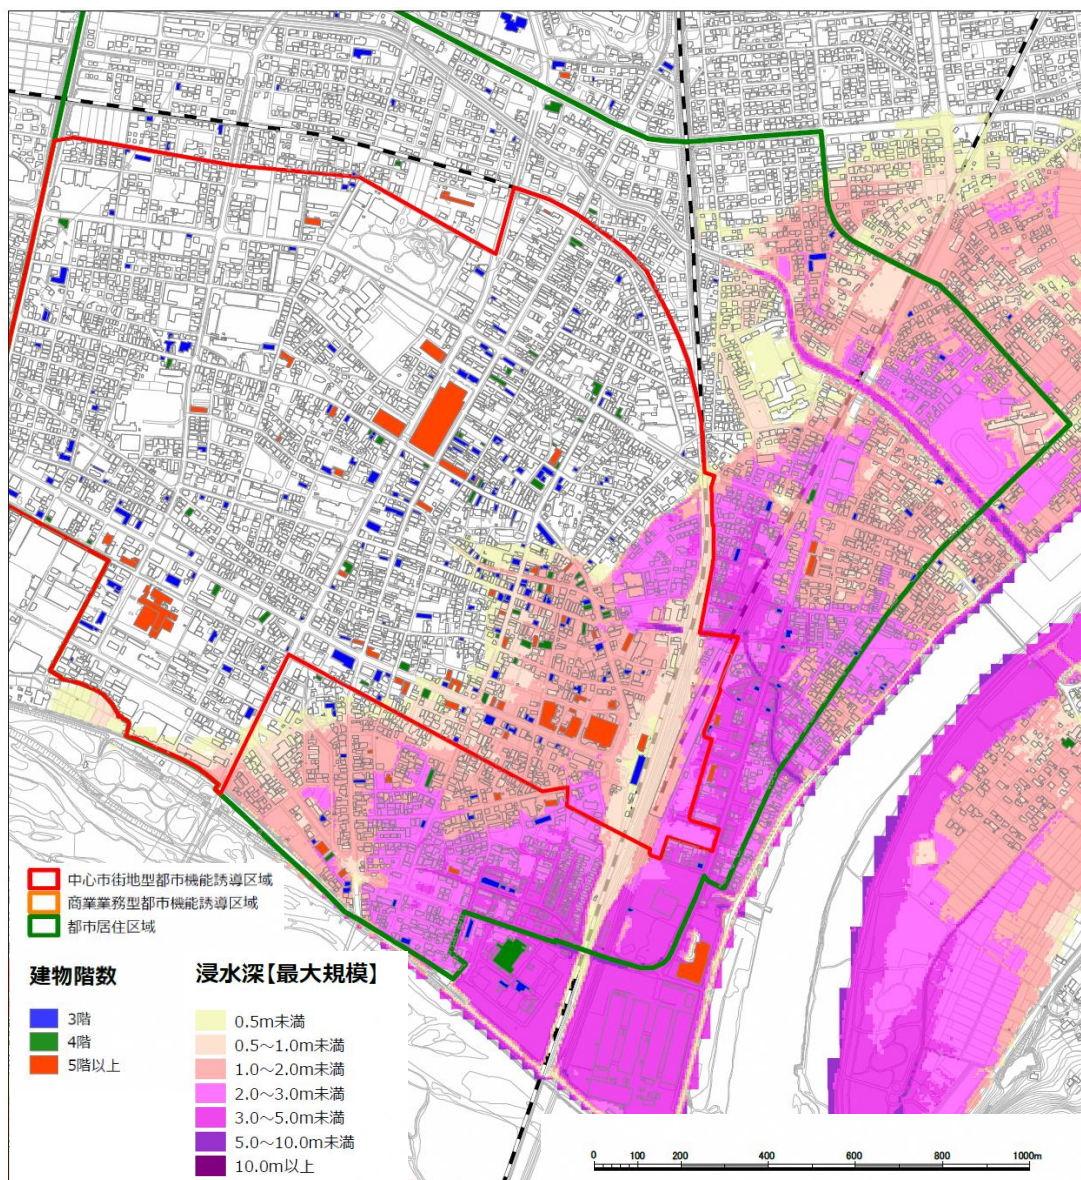 中心市街地型都市機能誘導区域
商業業務型都市機能誘導区域
都市居住区域
建物階数
3階
4階
5階以上
浸水深【最大規模】
0.5m未満
0.5～1.0m未満
1.0～2.0m未満
2.0～3.0m未満
3.0～5.0m未満
5.0～10.0m未満
10.0m以上
0 100 200 400 600 800 1000m